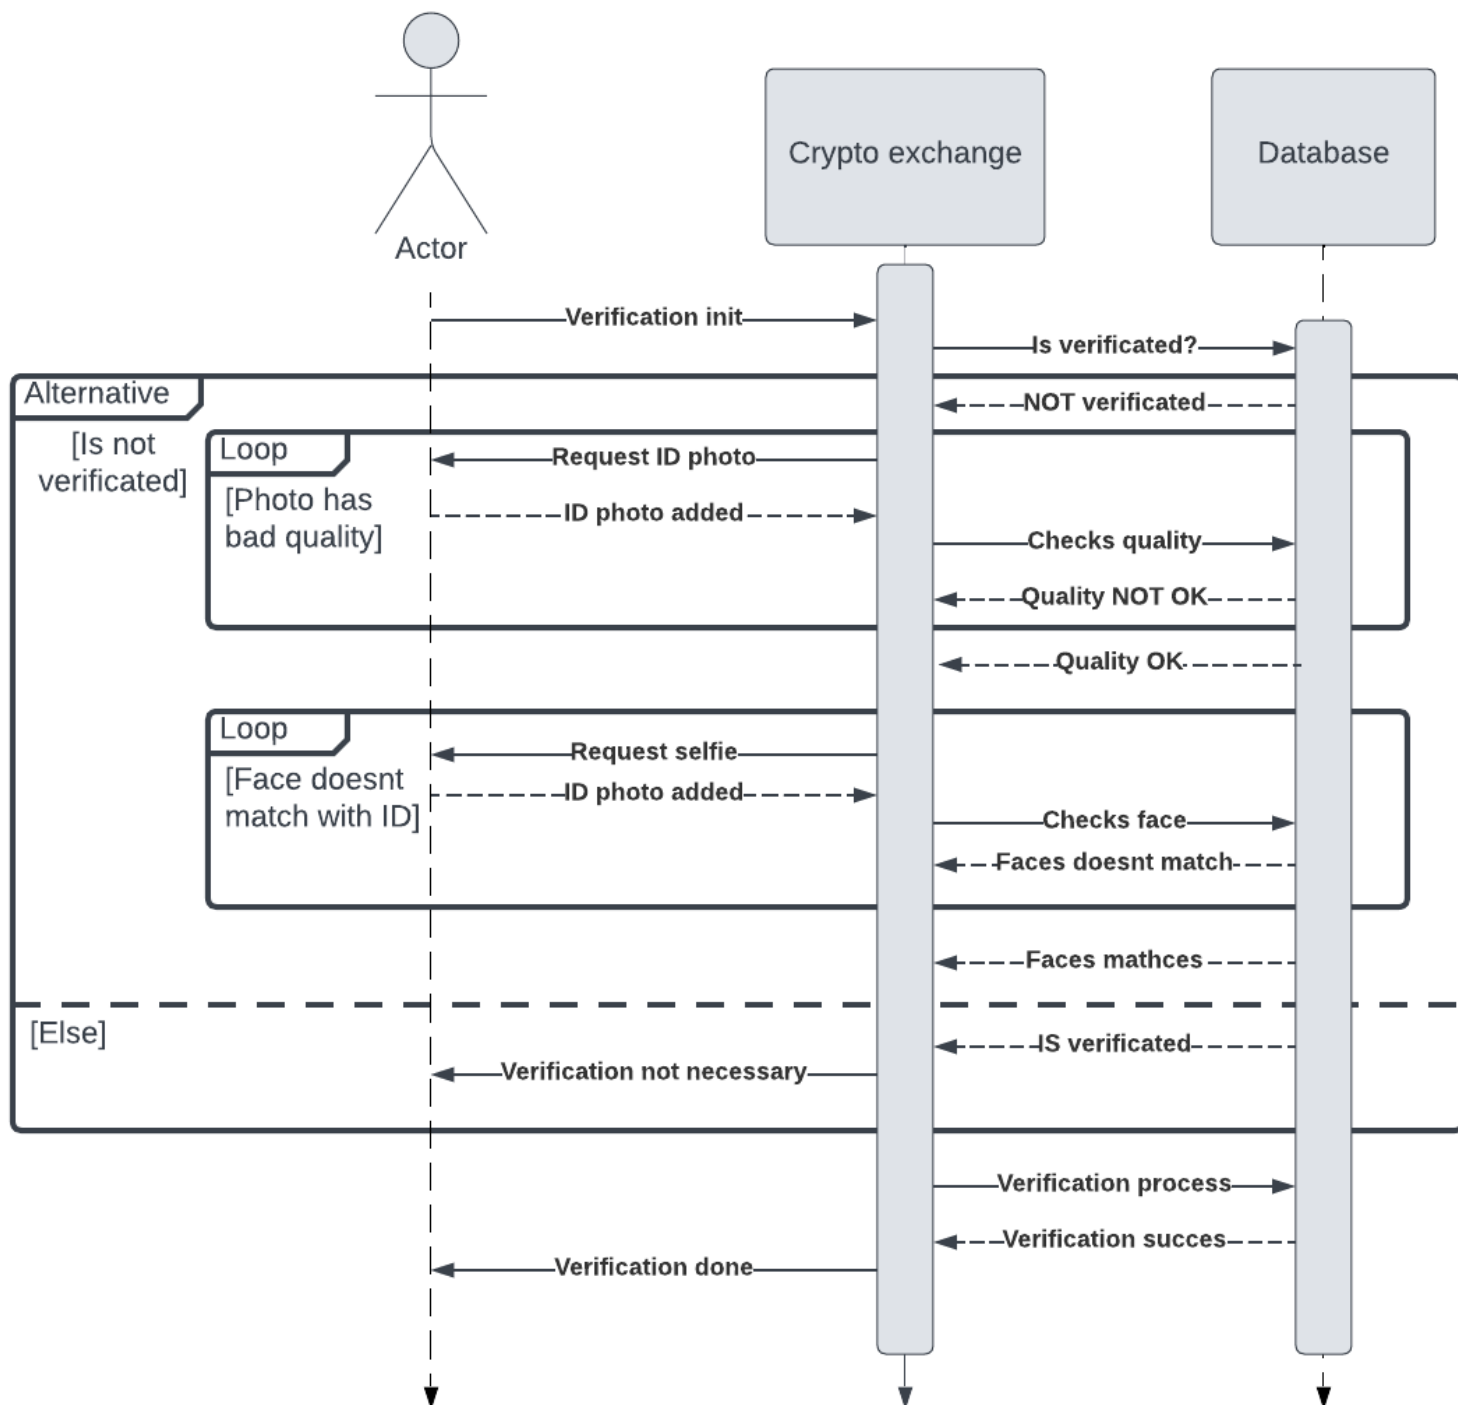 Crypto exchange
Database
Actor
Verification init
Is verificated?
Alternative
NOT verificated
[Is not
verificated]
Loop
Request ID photo
[Photo has
bad quality]
ID photo added
Checks quality
Quality NOT OK
Quality OK
Loop
Request selfie
[Face doesnt
match with ID]
ID photo added
Checks face
Faces doesnt match
Faces mathces
[Else]
IS verificated
Verification not necessary
Verification process
Verification succes
Verification done